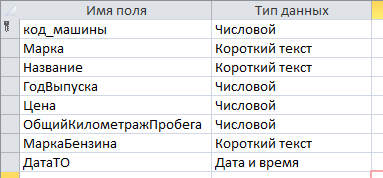 Имя поля Тип данных
код_машины Числовой
Марка Короткий текст
Название Короткий текст
ГодВыпуска Числовой
Цена Числовой
ОбщийКилометражПробега Числовой
МаркаБензина Короткий текст
ДатаТО Дата и время